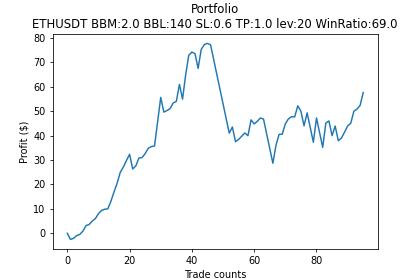 Portfolio
ETHUSDT BBM:2.0 BBL:140 SL:0.6 TP:1.0 lev:20 WinRatio:69.0
80
70
60
50
40
30
20
10
0
Profit ($)
0 20 40 60 80
Trade counts